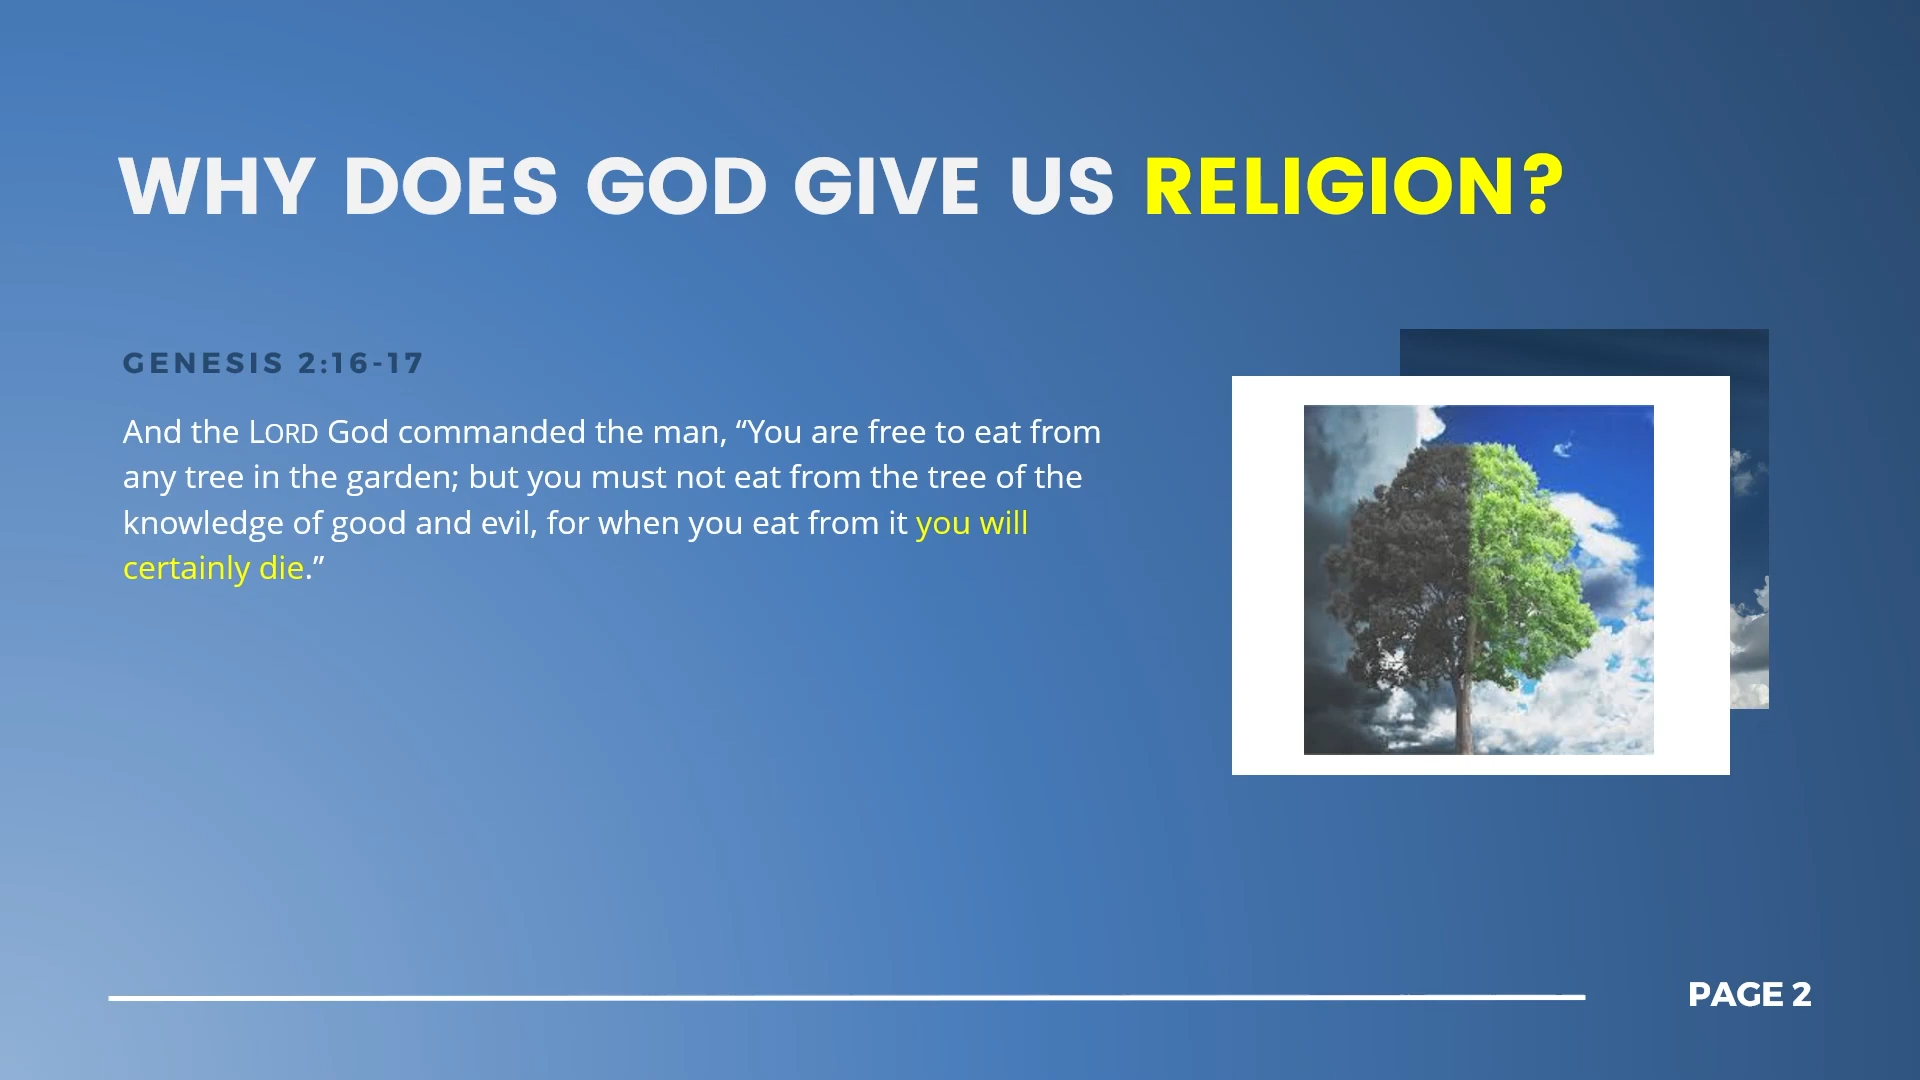 WHY DOES GOD GIVE US RELIGION?
GENESIS 2:16-17
And the LORD God commanded the man, “You are free to eat from
any tree in the garden; but you must not eat from the tree of the
knowledge of good and evil, for when you eat from it you will
certainly die.”
PAGE 2